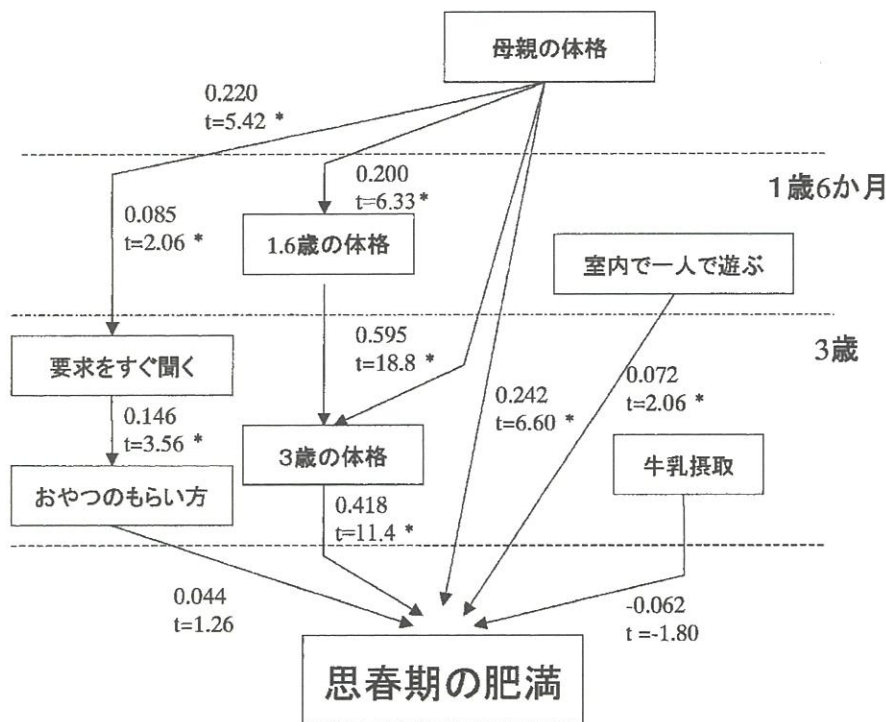 母親の体格
0.220
t=5.42 *
1歳6か月
0.200
t=6.33*
0.085
t=2.06 *
1.6歳の体格
室内で一人で遊ぶ
3歳
0.595
t=18.8 *
要求をすぐ聞く
0.242
t=6.60 *
0.072
t=2.06 *
0.146
t=3.56 *
3歳の体格
牛乳摂取
おやつのもらい方
0.418
t=11.4 *
0.044
t=1.26
-0.062
t =-1.80
思春期の肥満